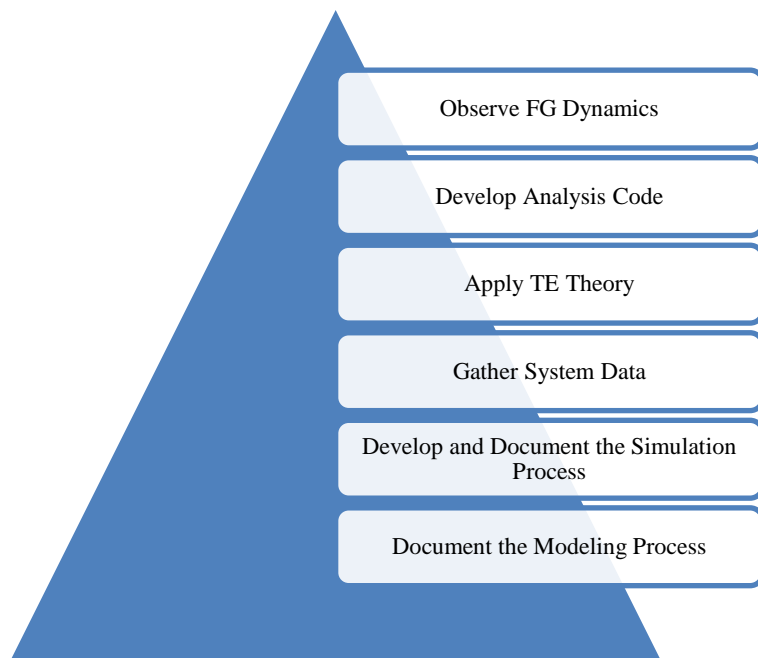 Observe FG Dynamics
Develop Analysis Code
Apply TE Theory
Gather System Data
Develop and Document the Simulation
Process
Document the Modeling Process